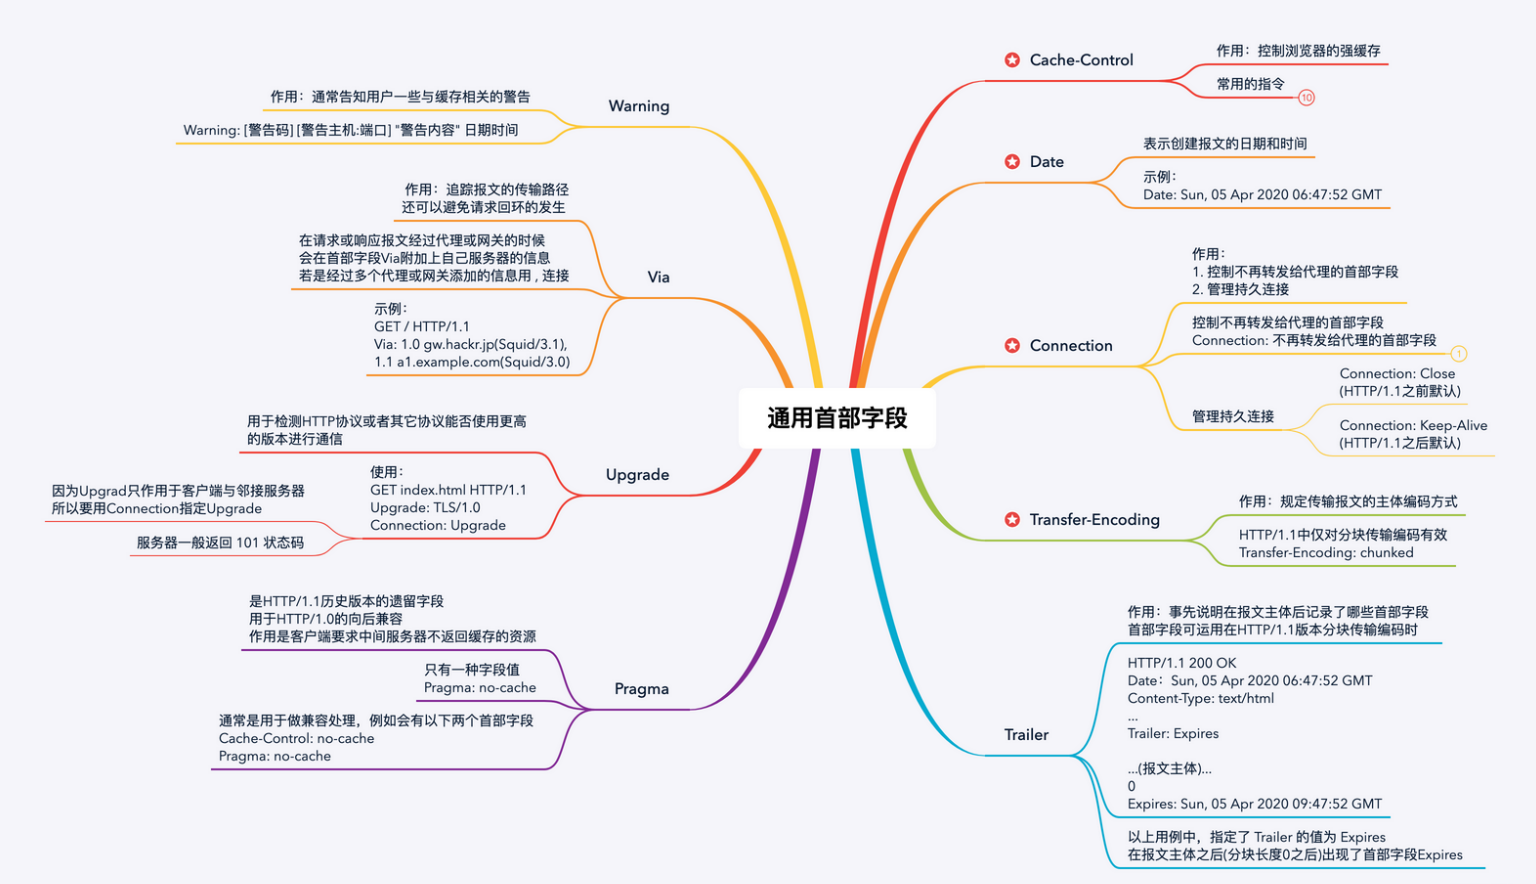 通用首部字段
Cache-Control
作用：控制浏览器的强缓存
常用的指令
10
Date
表示创建报文的日期和时间
示例：
Date: Sun, 05 Apr 2020 06:47:52 GMT
Connection
作用：
1. 控制不再转发给代理的首部字段
2. 管理持久连接
控制不再转发给代理的首部字段
Connection: 不再转发给代理的首部字段
1
管理持久连接
Connection: Close
(HTTP/1.1之前默认)
Connection: Keep-Alive
(HTTP/1.1之后默认)
Transfer-Encoding
作用：规定传输报文的主体编码方式
HTTP/1.1中仅对分块传输编码有效
Transfer-Encoding: chunked
Trailer
作用：事先说明在报文主体后记录了哪些首部字段
首部字段可运用在HTTP/1.1版本分块传输编码时
HTTP/1.1 200 OK
Date：Sun, 05 Apr 2020 06:47:52 GMT
Content-Type: text/html
...
Trailer: Expires
...(报文主体)...
0
Expires: Sun, 05 Apr 2020 09:47:52 GMT
以上用例中，指定了 Trailer 的值为 Expires
在报文主体之后(分块长度0之后)出现了首部字段Expires
Warning
作用：通常告知用户一些与缓存相关的警告
Warning: [警告码] [警告主机:端口] "警告内容" 日期时间
Via
作用：追踪报文的传输路径
还可以避免请求回环的发生
在请求或响应报文经过代理或网关的时候
会在首部字段Via附加上自己服务器的信息
若是经过多个代理或网关添加的信息用 , 连接
示例：
GET / HTTP/1.1
Via: 1.0 gw.hackr.jp(Squid/3.1),
1.1 a1.example.com(Squid/3.0)
Upgrade
用于检测HTTP协议或者其它协议能否使用更高
的版本进行通信
使用：
GET index.html HTTP/1.1
Upgrade: TLS/1.0
Connection: Upgrade
因为Upgrad只作用于客户端与邻接服务器
所以要用Connection指定Upgrade
服务器一般返回 101 状态码
Pragma
是HTTP/1.1历史版本的遗留字段
用于HTTP/1.0的向后兼容
作用是客户端要求中间服务器不返回缓存的资源
只有一种字段值
Pragma: no-cache
通常是用于做兼容处理，例如会有以下两个首部字段
Cache-Control: no-cache
Pragma: no-cache